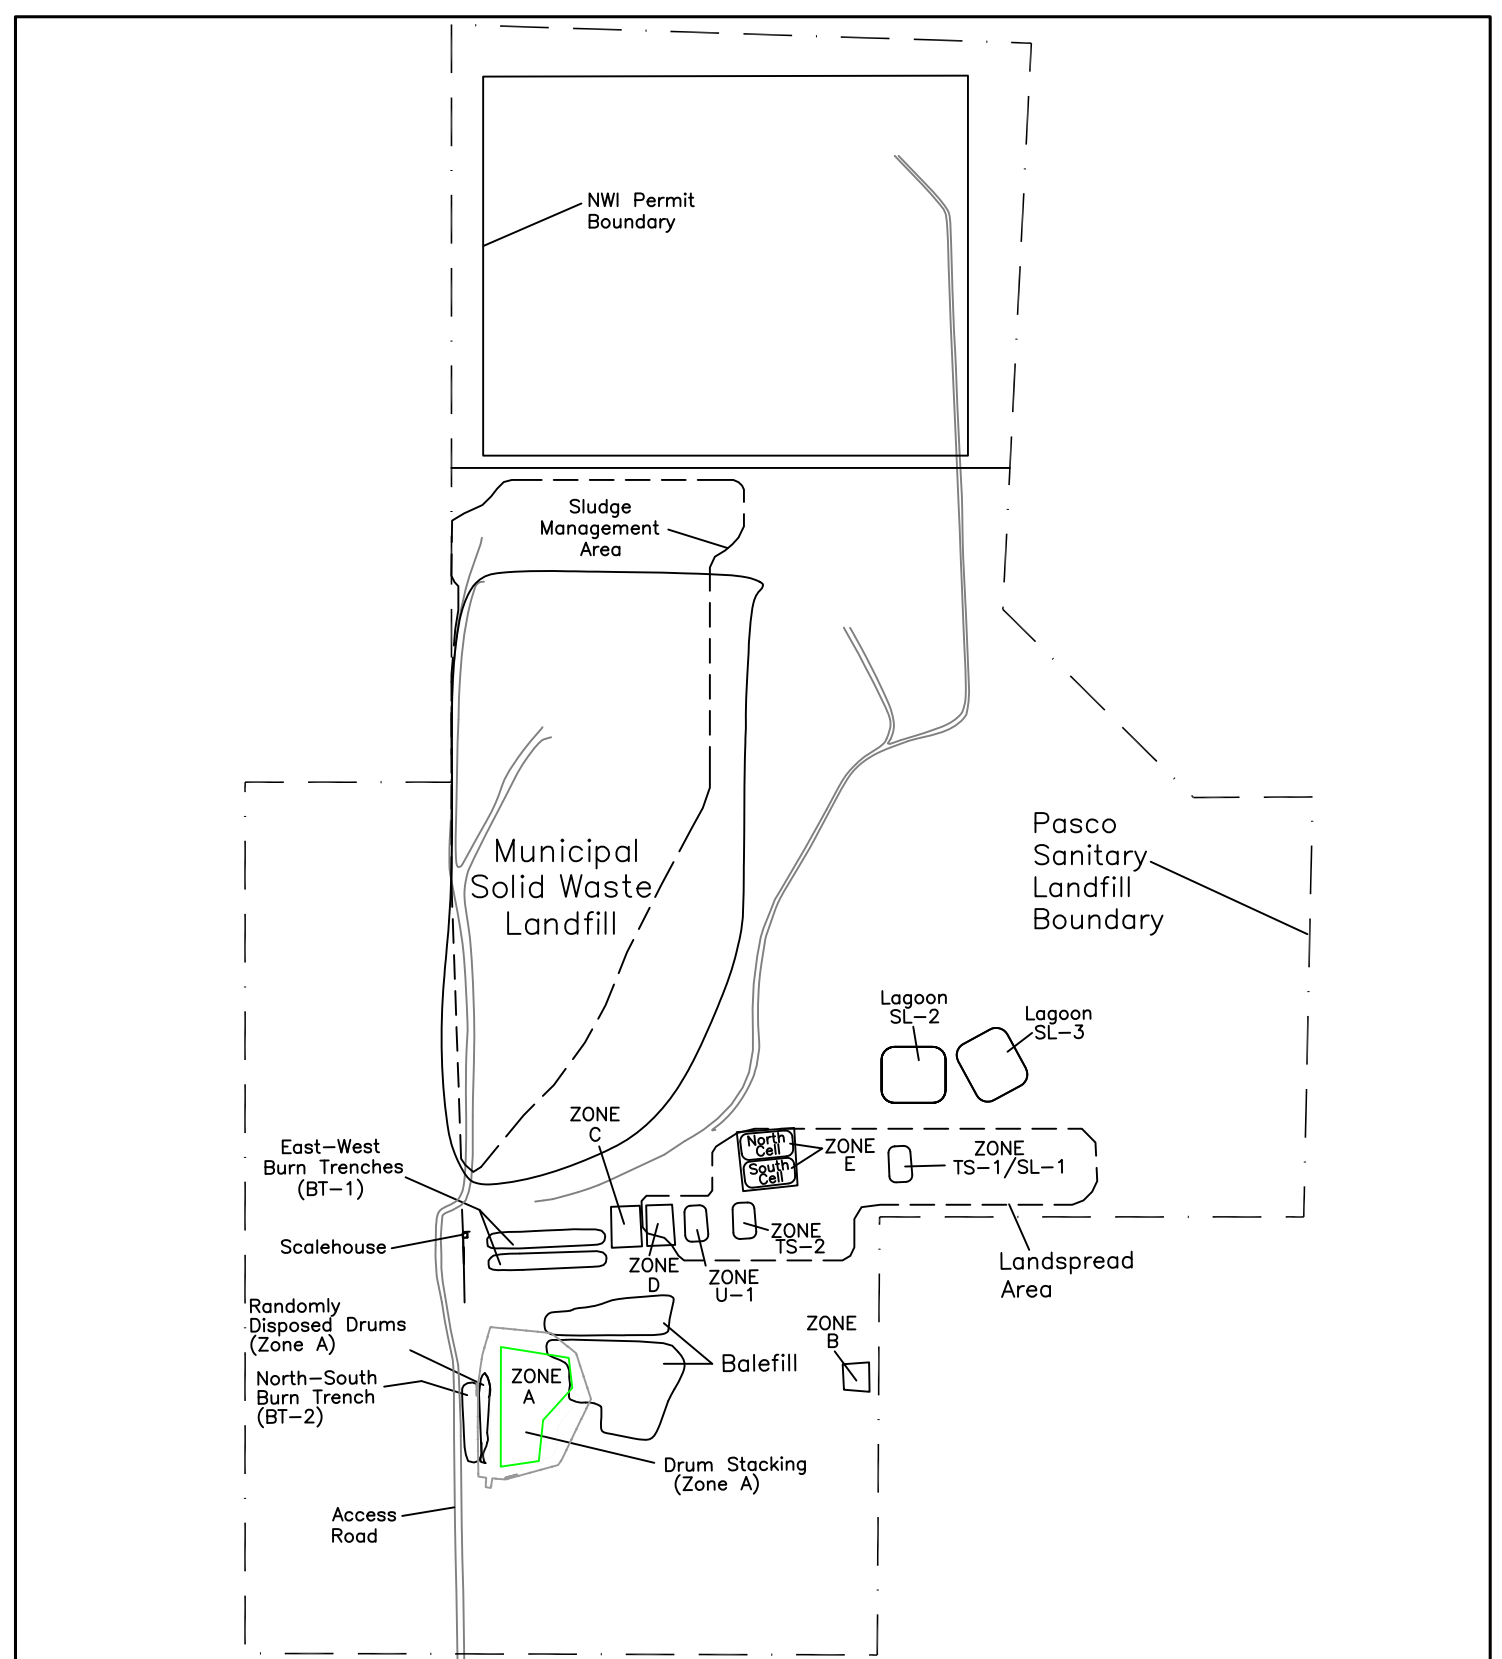 NWI Permit
Boundary
Sludge
Management
Area
Municipal
Solid Waste
Landfill
Pasco
Sanitary
Landfill
Boundary
Lagoon
SL-2
Lagoon
SL-3
ZONE
C
East-West
Burn Trenches
(BT-1)
North
Cell
South
Cell
ZONE
E
ZONE
TS-1/SL-1
Scalehouse
ZONE
D
ZONE
U-1
ZONE
TS-2
Landspread
Area
Randomly
Disposed Drums
(Zone A)
North-South
Burn Trench
(BT-2)
ZONE
A
Balefill
ZONE
B
Drum Stacking
(Zone A)
Access
Road